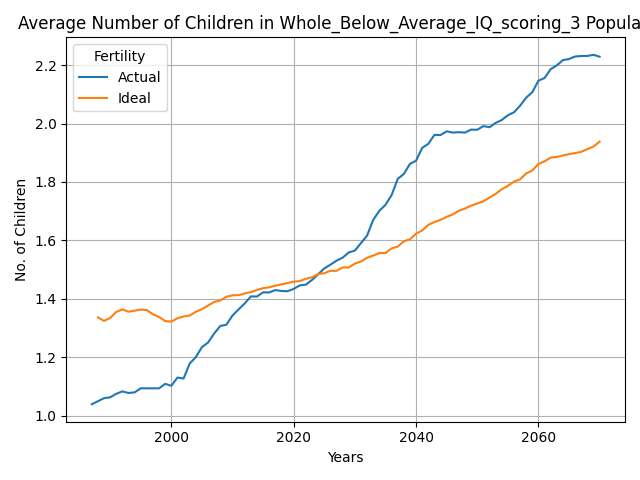 Average Number of Children in Whole_Below_Average_IQ_scoring_3 Popula
Fertility
Actual
Ideal
No. of Children
2.2
2.0
1.8
1.6
1.4
1.2
1.0
2000 2020 2040 2060
Years